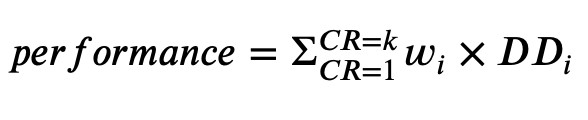 performance = Σ_{CR=1}^{CR=k} w_i × DD_i